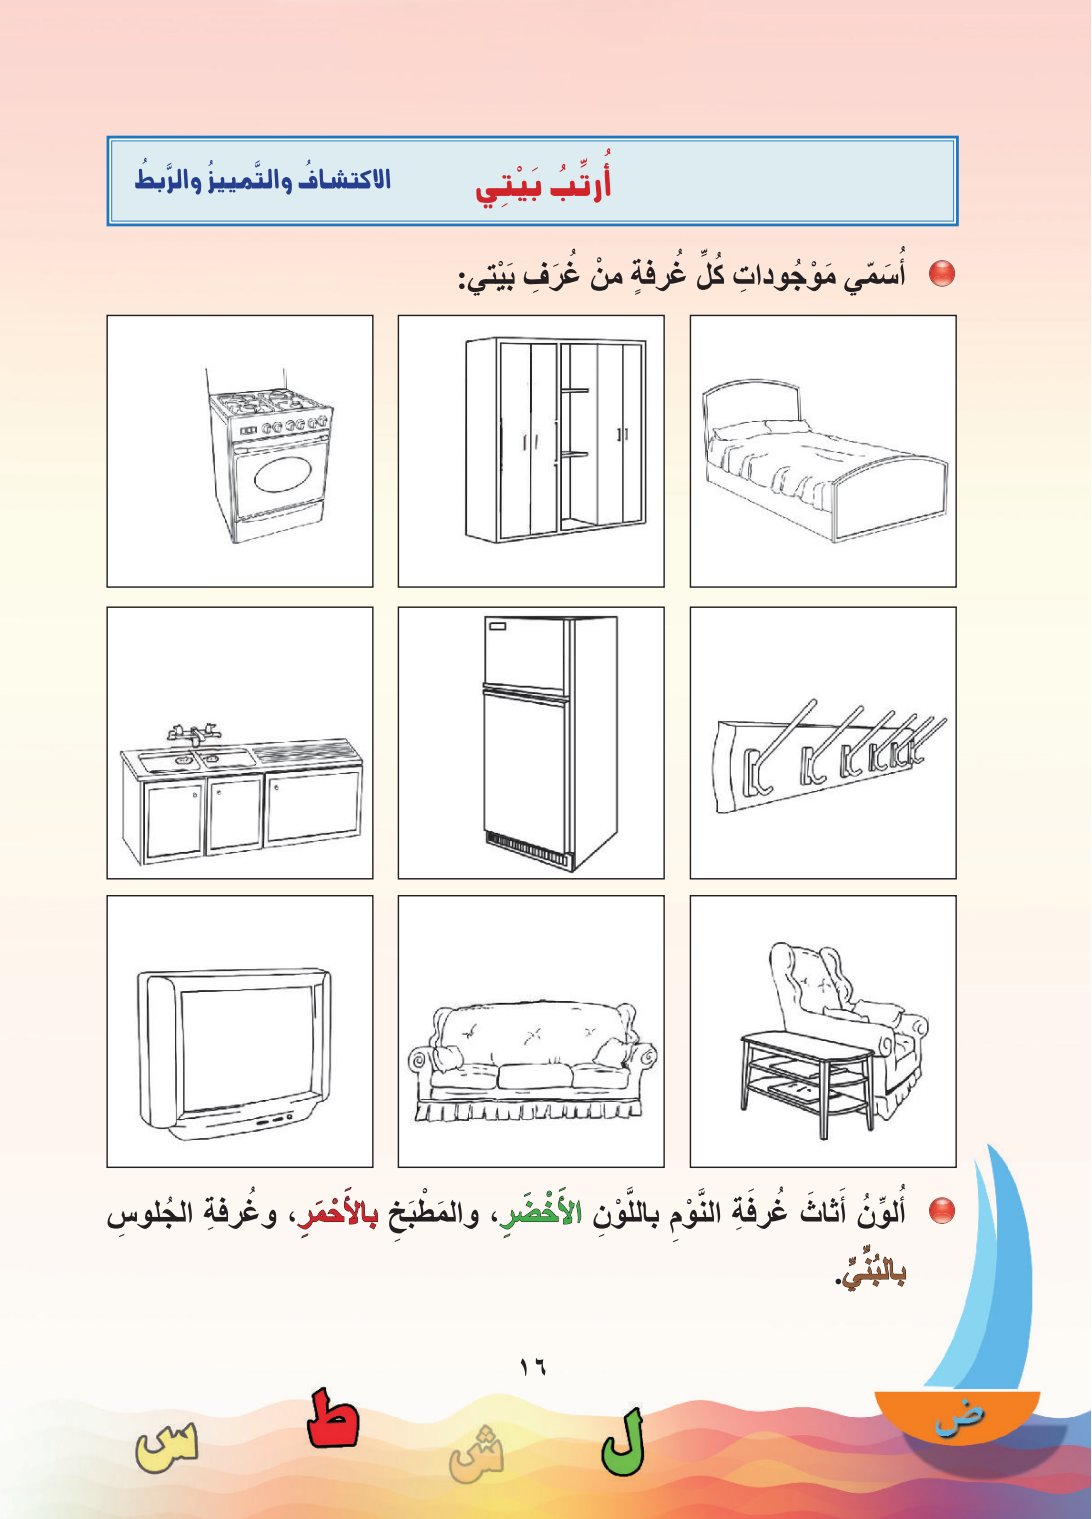 أُرتِّبُ بَيْتِي
الاكتشافُ والتَّمييزُ والرَّبطُ
أُسَمّي مَوْجُوداتِ كُلِّ غُرفةٍ منْ غُرَفِ بَيْتي:
أُلوِّنُ أَثاثَ غُرفَةِ النَّوْمِ باللَّوْنِ الأَخْضَرِ، والمَطْبَخِ بالأَحْمَرِ، وغُرفةِ الجُلوسِ
بالبُنِّيِّ.
١٦
ض
ل
ش
ط
س